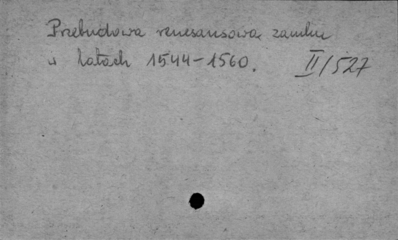 Przebudowa renesansowa zamku
w latach 1544-1560. II/527